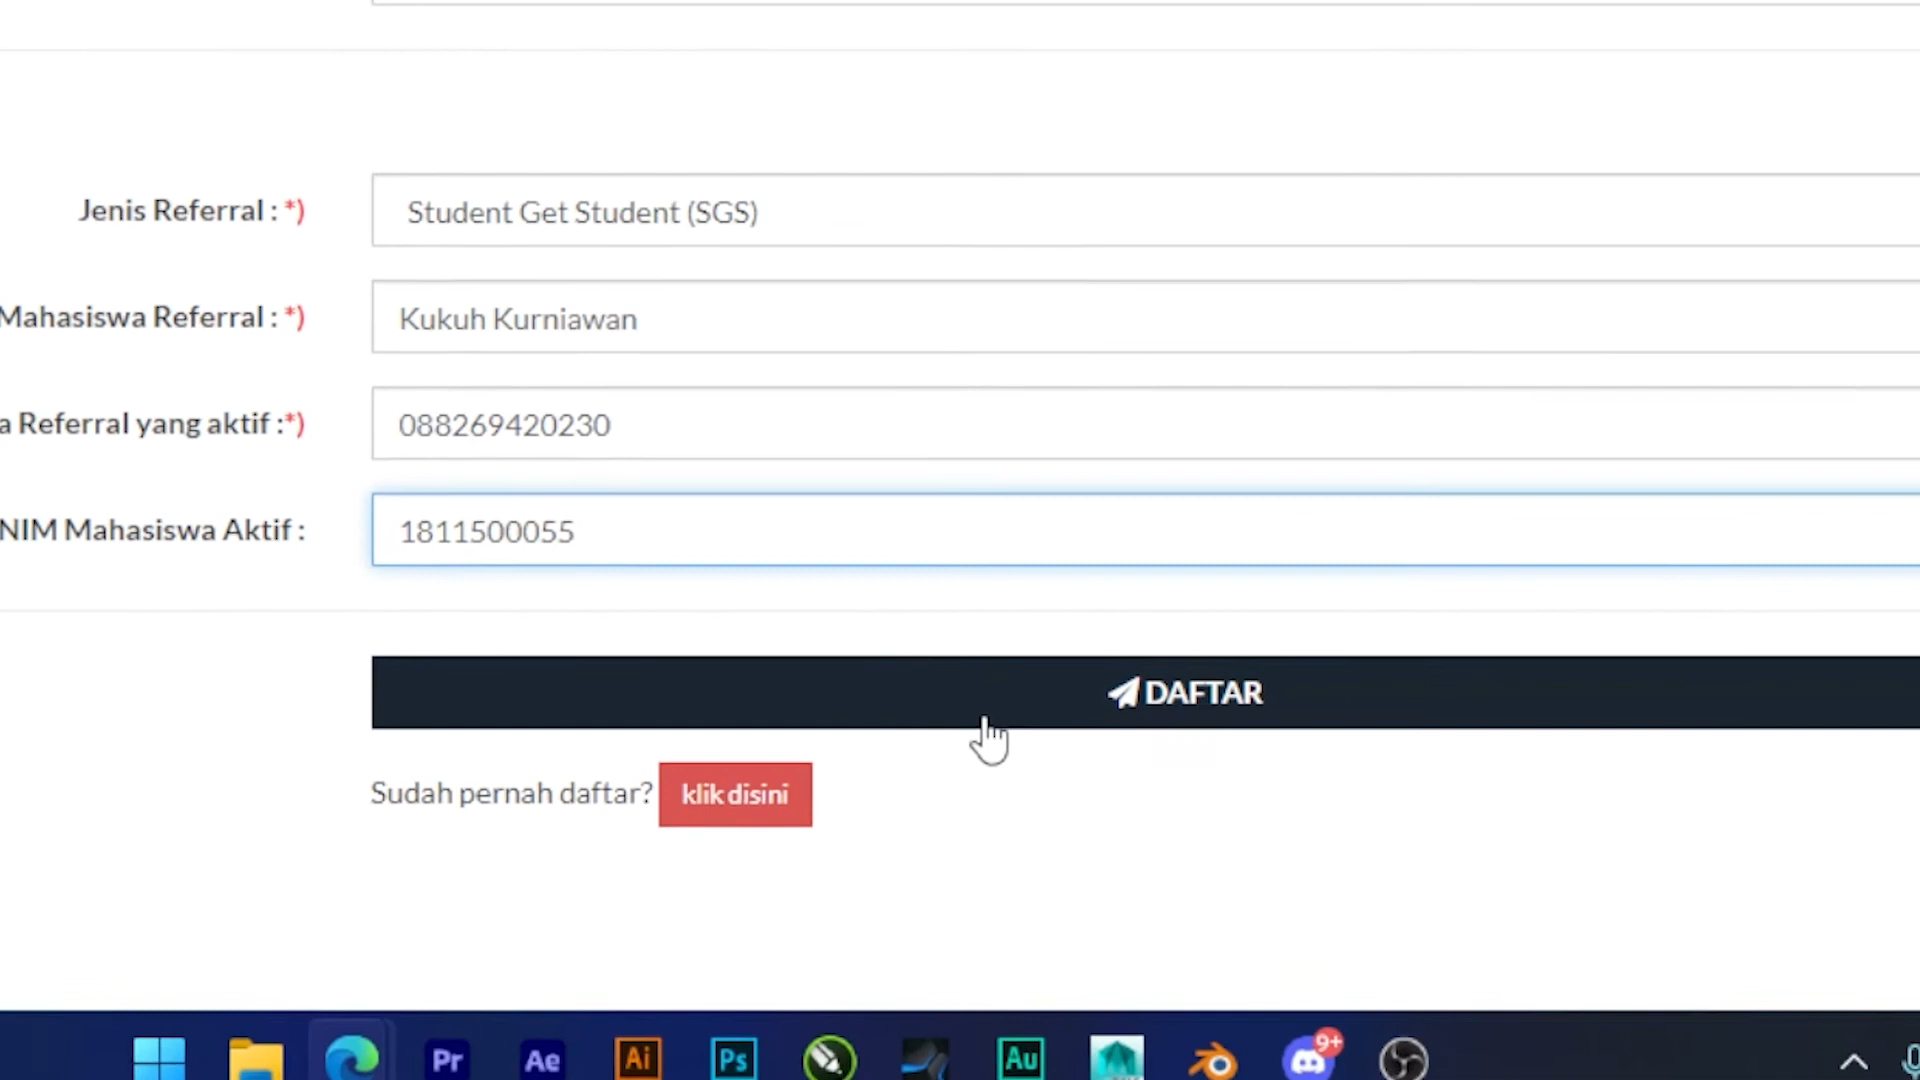 Jenis Referral : *)
Student Get Student (SGS)
Mahasiswa Referral : *)
Kukuh Kurniawan
a Referral yang aktif :*)
088269420230
NIM Mahasiswa Aktif :
1811500055
DAFTAR
Sudah pernah daftar? klik disini
Pr Ae Ai Ps Au 9+